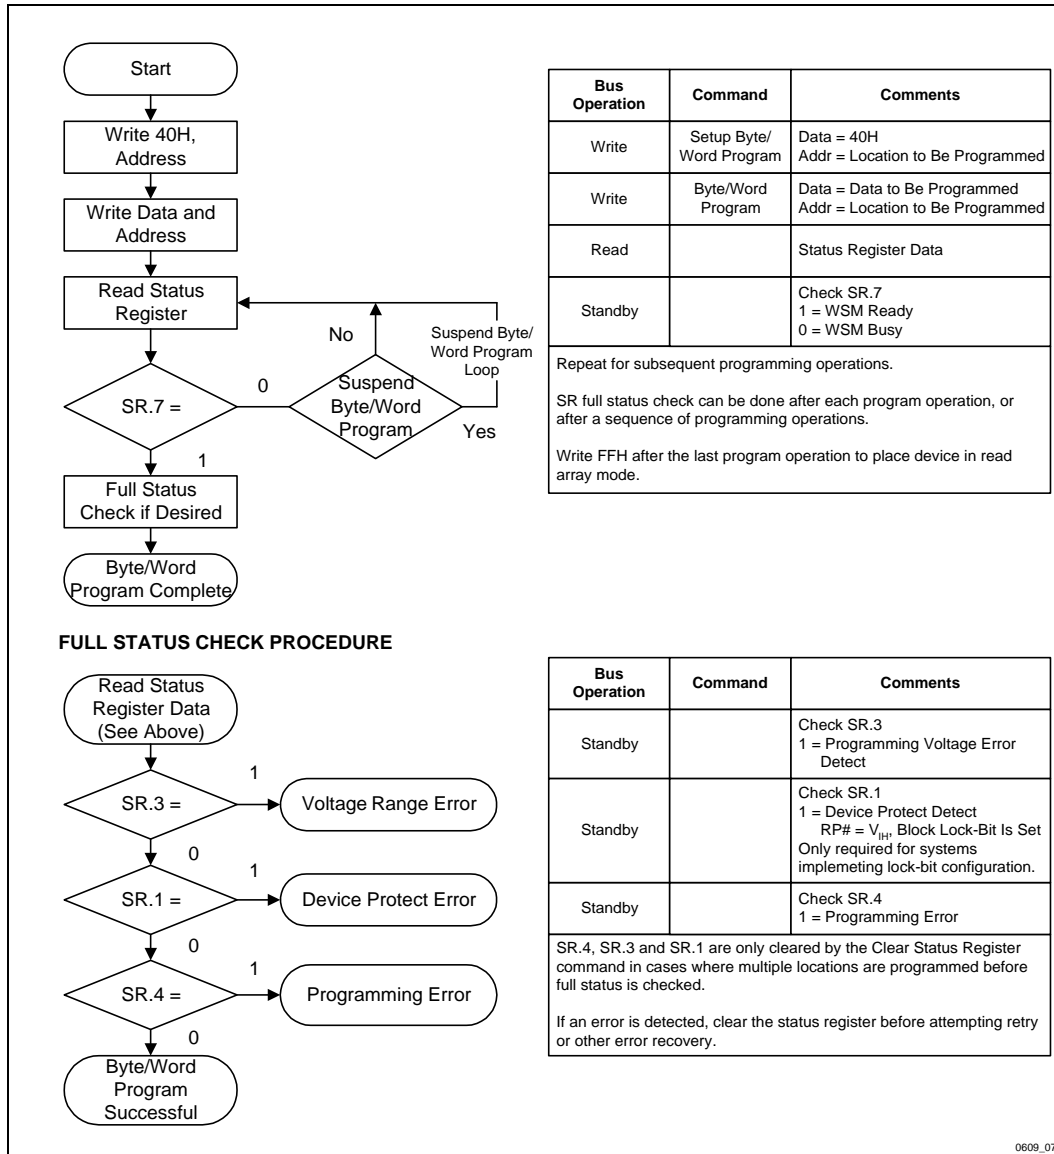 Start
Write 40H,
Address
Write Data and
Address
Read Status
Register
No
Suspend Byte/
Word Program
Loop
0
SR.7 =
Suspend
Byte/Word
Program
Yes
1
Full Status
Check if Desired
Byte/Word
Program Complete
Bus
Operation
Command
Comments
Write
Setup Byte/
Word Program
Data = 40H
Addr = Location to Be Programmed
Write
Byte/Word
Program
Data = Data to Be Programmed
Addr = Location to Be Programmed
Read
Status Register Data
Standby
Check SR.7
1 = WSM Ready
0 = WSM Busy
Repeat for subsequent programming operations.
SR full status check can be done after each program operation, or
after a sequence of programming operations.
Write FFH after the last program operation to place device in read
array mode.
FULL STATUS CHECK PROCEDURE
Read Status
Register Data
(See Above)
1
SR.3 =
Voltage Range Error
0
1
SR.1 =
Device Protect Error
0
1
SR.4 =
Programming Error
0
Byte/Word
Program
Successful
Bus
Operation
Command
Comments
Standby
Check SR.3
1 = Programming Voltage Error
Detect
Standby
Check SR.1
1 = Device Protect Detect
RP# = VIH, Block Lock-Bit Is Set
Only required for systems
implemeting lock-bit configuration.
Standby
Check SR.4
1 = Programming Error
SR.4, SR.3 and SR.1 are only cleared by the Clear Status Register
command in cases where multiple locations are programmed before
full status is checked.
If an error is detected, clear the status register before attempting retry
or other error recovery.
0609_07